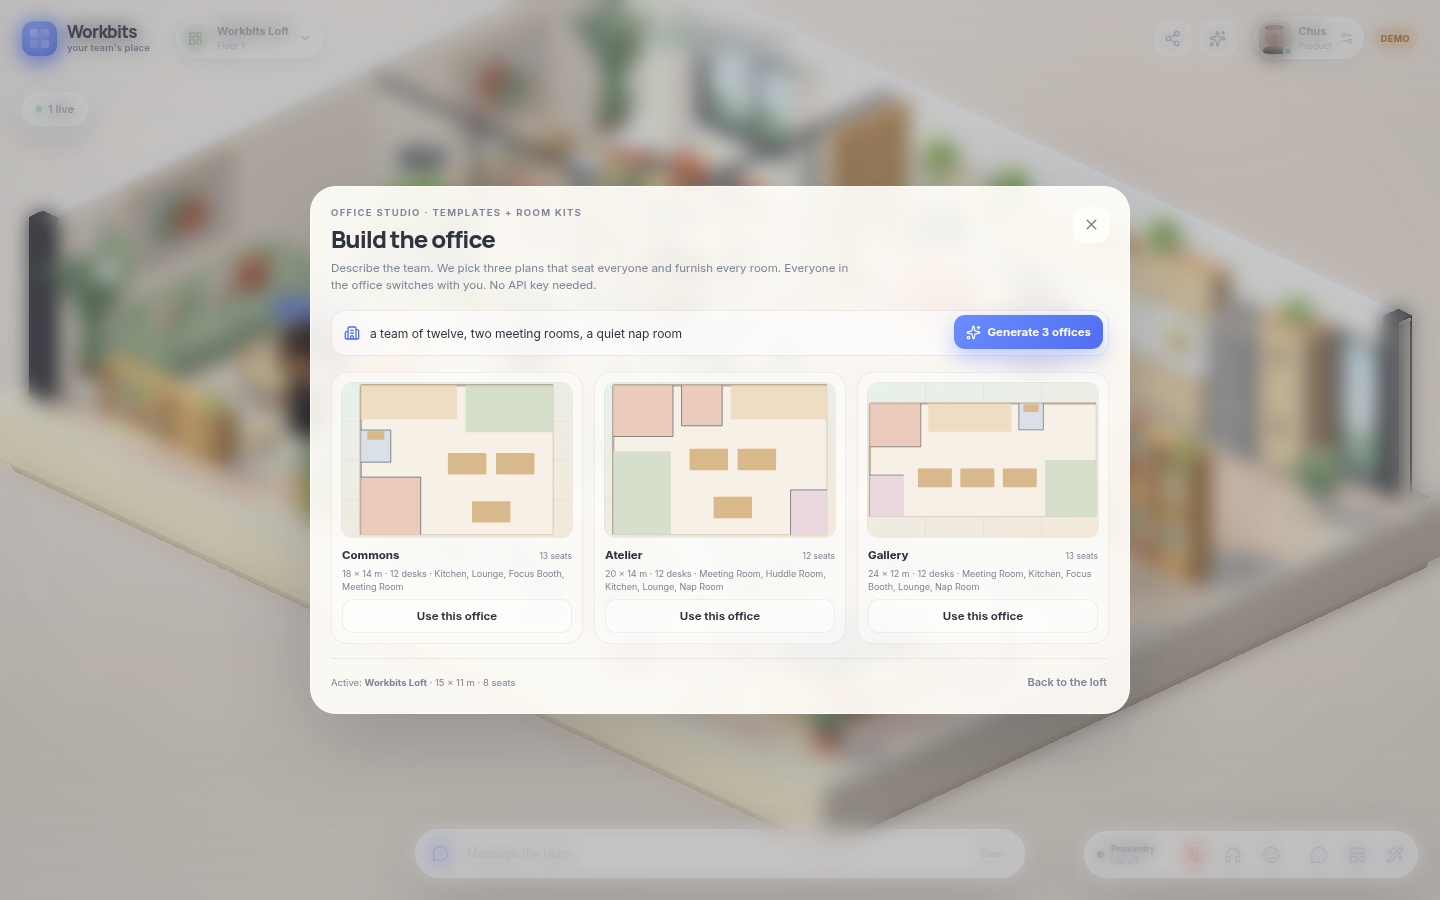 Workbits
your team's place
Workbits Loft
Floor 1
Chus
Product
DEMO
1 live
OFFICE STUDIO · TEMPLATES + ROOM KITS
Build the office
Describe the team. We pick three plans that seat everyone and furnish every room. Everyone in
the office switches with you. No API key needed.
a team of twelve, two meeting rooms, a quiet nap room
Generate 3 offices
Commons
13 seats
18 × 14 m · 12 desks · Kitchen, Lounge, Focus Booth,
Meeting Room
Use this office
Atelier
12 seats
20 × 14 m · 12 desks · Meeting Room, Huddle Room,
Kitchen, Lounge, Nap Room
Use this office
Gallery
13 seats
24 × 12 m · 12 desks · Meeting Room, Kitchen, Focus
Booth, Lounge, Nap Room
Use this office
Active: Workbits Loft · 15 × 11 m · 8 seats
Back to the loft
Message the team...
Enter
Proximity